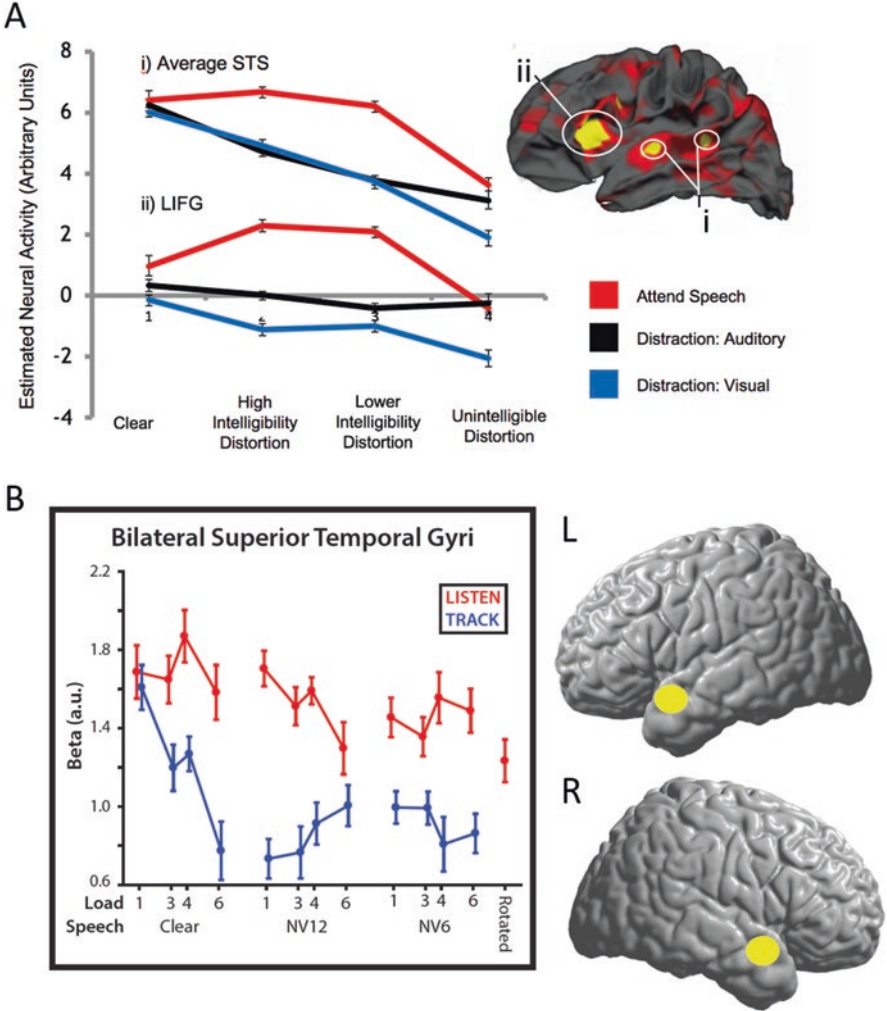 A
Estimated Neural Activity (Arbitrary Units)
8
6
4
2
0
-2
-4
i) Average STS
ii) LIFG
1
3
4
Clear
High
Intelligibility
Distortion
Lower
Intelligibility
Distortion
Unintelligible
Distortion
ii
i
Attend Speech
Distraction: Auditory
Distraction: Visual
B
Bilateral Superior Temporal Gyri
LISTEN
TRACK
Beta (a.u.)
2.2
1.8
1.4
1.0
0.6
Load 1 3 4 6 1 3 4 6 1 3 4 6
Speech Clear NV12 NV6 Rotated
L
R